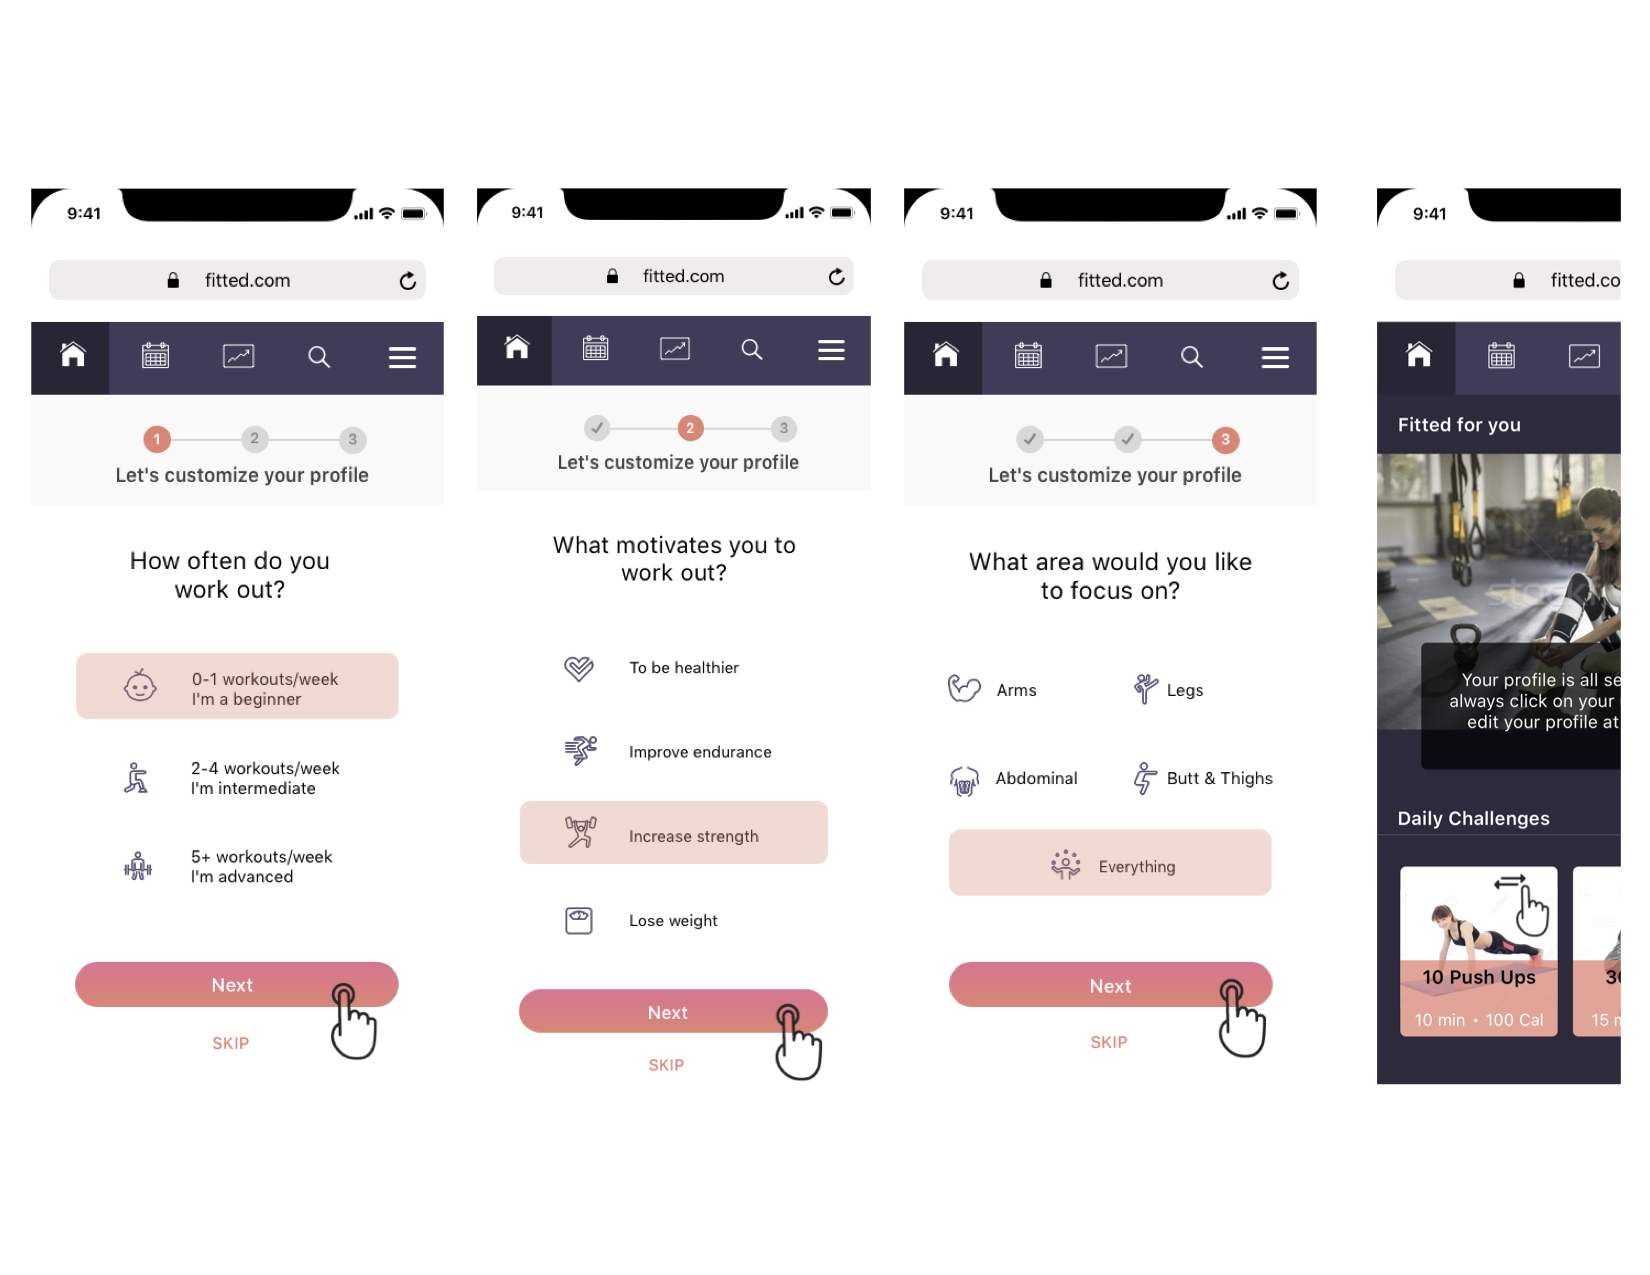 9:41
fitted.com
1
2
3
Let's customize your profile
How often do you
work out?
0-1 workouts/week
I'm a beginner
2-4 workouts/week
I'm intermediate
5+ workouts/week
I'm advanced
Next
SKIP
9:41
fitted.com
2
3
Let's customize your profile
What motivates you to
work out?
To be healthier
Improve endurance
Increase strength
Lose weight
Next
SKIP
9:41
fitted.com
3
Let's customize your profile
What area would you like
to focus on?
Arms
Legs
Abdominal
Butt & Thighs
Everything
Next
SKIP
9:41
fitted.co
Fitted for you
Your profile is all se
always click on your
edit your profile at
Daily Challenges
10 Push Ups
10 min • 100 Cal
15